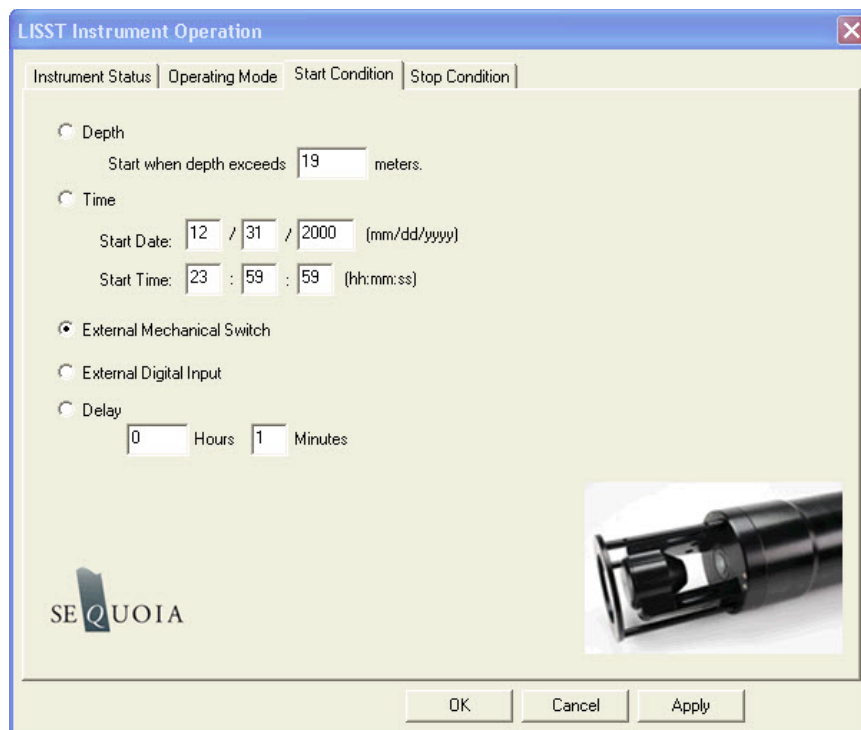 LISST Instrument Operation
Instrument Status Operating Mode Start Condition Stop Condition
Depth
Start when depth exceeds 19 meters.
Time
Start Date: 12 / 31 / 2000 (mm/dd/yyyy)
Start Time: 23 : 59 : 59 (hh:mm:ss)
External Mechanical Switch
External Digital Input
Delay
0 Hours 1 Minutes
SEQUOIA
OK Cancel Apply